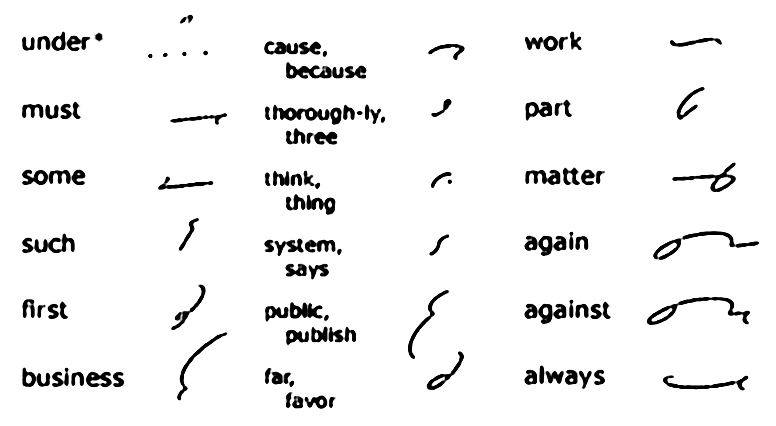 under*
cause,
because
work
must
thorough-ly,
three
part
some
think,
thing
matter
such
system,
says
again
first
public,
publish
against
business
far,
favor
always